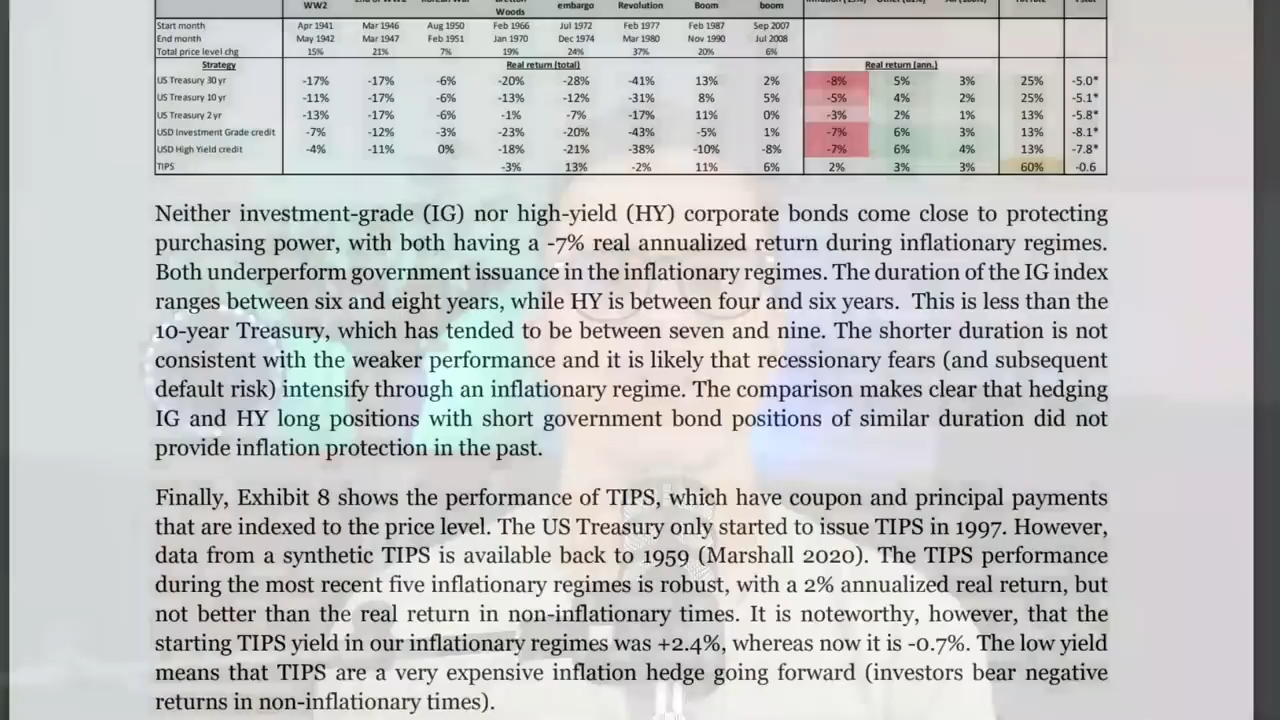 WW2 Woods embargo Revolution Boom boom
Start month Apr 1941 Mar 1946 Aug 1950 Feb 1966 Jul 1972 Feb 1977 Feb 1987 Sep 2007
End month May 1942 Mar 1947 Feb 1951 Jan 1970 Dec 1974 Mar 1980 Nov 1990 Jul 2008
Total price level chg 15% 21% 7% 19% 24% 37% 20% 6%
Strategy Real return (total) Real return (ann.)
US Treasury 30 yr -17% -17% -6% -20% -28% -41% 13% 2% -8% 5% 3% 25% -5.0*
US Treasury 10 yr -11% -17% -6% -13% -12% -31% 8% 5% -5% 4% 2% 25% -5.1*
US Treasury 2 yr -13% -17% -6% -1% -7% -17% 11% 0% -3% 2% 1% 13% -5.8*
USD Investment Grade credit -7% -12% -3% -23% -20% -43% -5% 1% -7% 6% 3% 13% -8.1*
USD High Yield credit -4% -11% 0% -18% -21% -38% -10% -8% -7% 6% 4% 13% -7.8*
TIPS -3% 13% -2% 11% 6% 2% 3% 3% 60% -0.6
Neither investment-grade (IG) nor high-yield (HY) corporate bonds come close to protecting
purchasing power, with both having a -7% real annualized return during inflationary regimes.
Both underperform government issuance in the inflationary regimes. The duration of the IG index
ranges between six and eight years, while HY is between four and six years. This is less than the
10-year Treasury, which has tended to be between seven and nine. The shorter duration is not
consistent with the weaker performance and it is likely that recessionary fears (and subsequent
default risk) intensify through an inflationary regime. The comparison makes clear that hedging
IG and HY long positions with short government bond positions of similar duration did not
provide inflation protection in the past.
Finally, Exhibit 8 shows the performance of TIPS, which have coupon and principal payments
that are indexed to the price level. The US Treasury only started to issue TIPS in 1997. However,
data from a synthetic TIPS is available back to 1959 (Marshall 2020). The TIPS performance
during the most recent five inflationary regimes is robust, with a 2% annualized real return, but
not better than the real return in non-inflationary times. It is noteworthy, however, that the
starting TIPS yield in our inflationary regimes was +2.4%, whereas now it is -0.7%. The low yield
means that TIPS are a very expensive inflation hedge going forward (investors bear negative
returns in non-inflationary times).